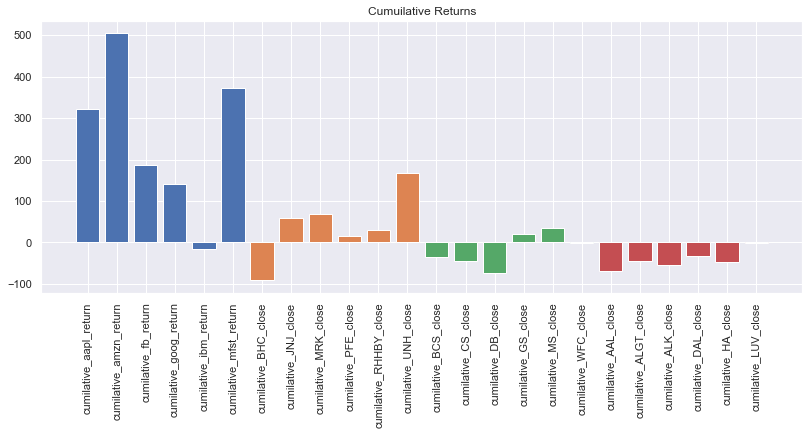 Cumuilative Returns
500
400
300
200
100
0
−100
cumilative_aapl_return
cumilative_amzn_return
cumilative_fb_return
cumilative_goog_return
cumilative_ibm_return
cumilative_mfst_return
cumilative_BHC_close
cumilative_JNJ_close
cumilative_MRK_close
cumilative_PFE_close
cumilative_RHHBY_close
cumilative_UNH_close
cumilative_BCS_close
cumilative_CS_close
cumilative_DB_close
cumilative_GS_close
cumilative_MS_close
cumilative_WFC_close
cumilative_AAL_close
cumilative_ALGT_close
cumilative_ALK_close
cumilative_DAL_close
cumilative_HA_close
cumilative_LUV_close